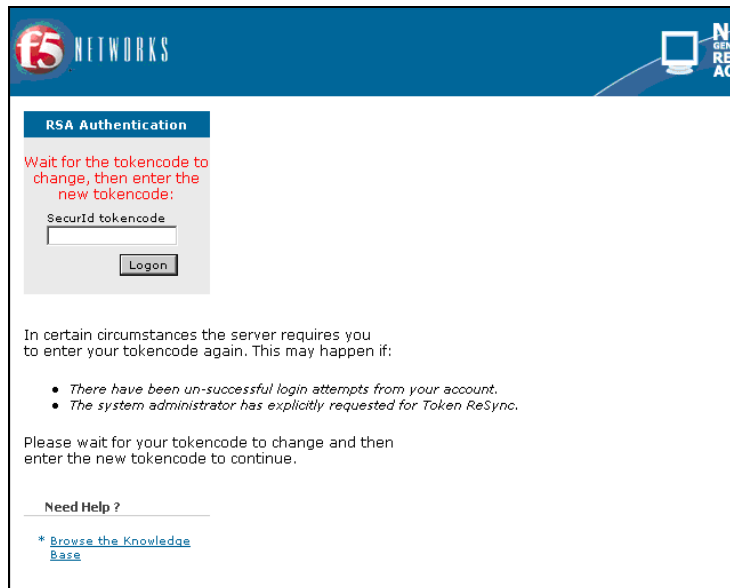 f5 NETWORKS
RSA Authentication
Wait for the tokencode to
change, then enter the
new tokencode:
SecurId tokencode
Logon
In certain circumstances the server requires you
to enter your tokencode again. This may happen if:
• There have been un-successful login attempts from your account.
• The system administrator has explicitly requested for Token ReSync.
Please wait for your tokencode to change and then
enter the new tokencode to continue.
Need Help ?
* Browse the Knowledge
Base